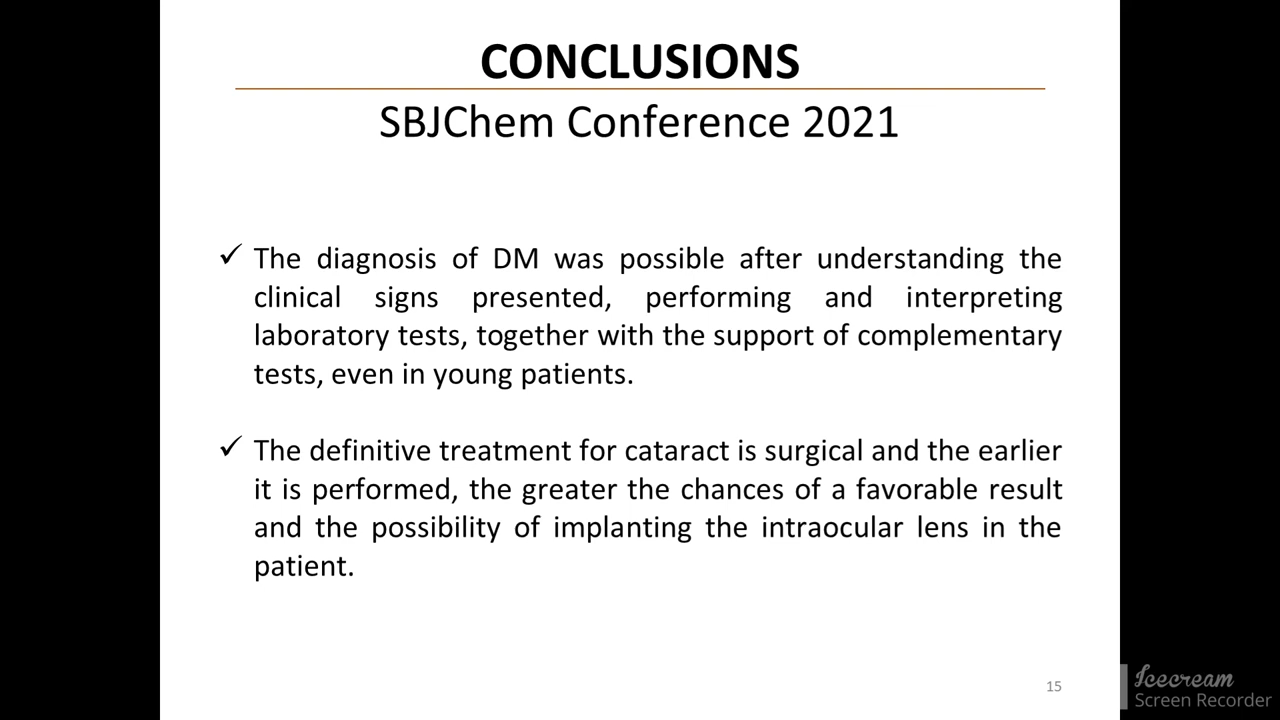 CONCLUSIONS
SBJChem Conference 2021
✓ The diagnosis of DM was possible after understanding the
clinical signs presented, performing and interpreting
laboratory tests, together with the support of complementary
tests, even in young patients.
✓ The definitive treatment for cataract is surgical and the earlier
it is performed, the greater the chances of a favorable result
and the possibility of implanting the intraocular lens in the
patient.
15
Icecream
Screen Recorder